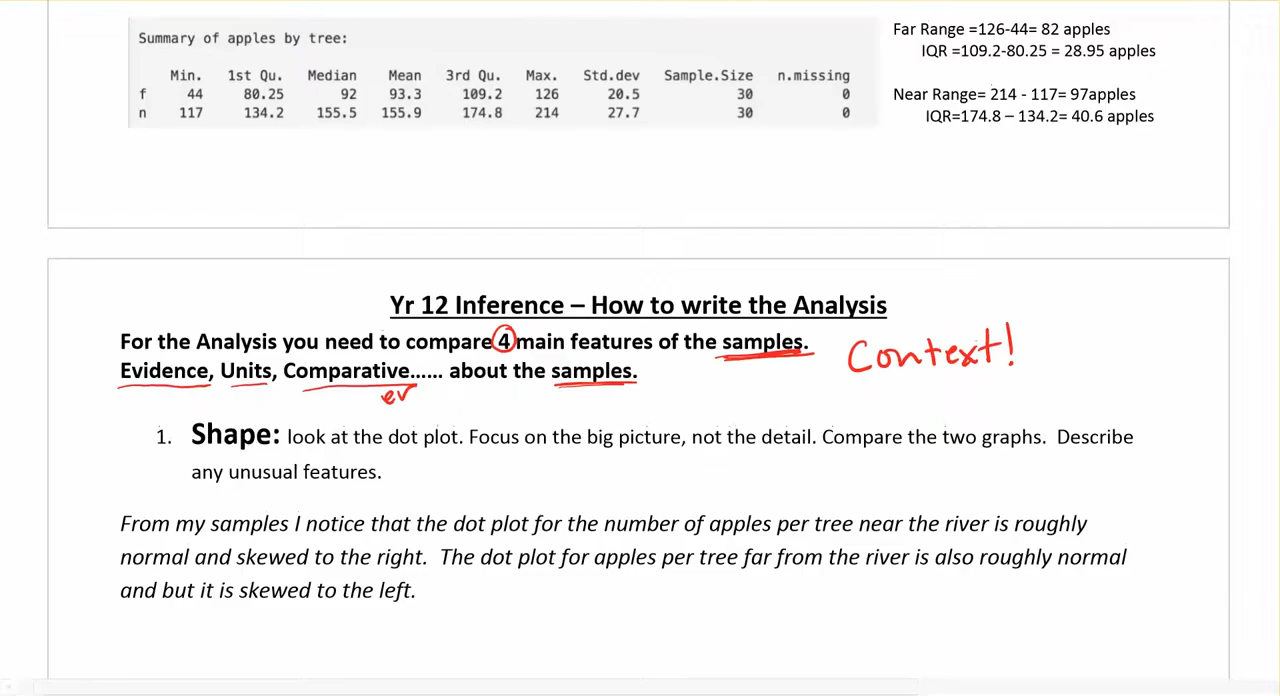 Summary of apples by tree:
Min. 1st Qu. Median Mean 3rd Qu. Max. Std.dev Sample.Size n.missing
f 44 80.25 92 93.3 109.2 126 20.5 30 0
n 117 134.2 155.5 155.9 174.8 214 27.7 30 0
Far Range =126-44= 82 apples
IQR =109.2-80.25 = 28.95 apples
Near Range= 214 - 117= 97apples
IQR=174.8 – 134.2= 40.6 apples
Yr 12 Inference – How to write the Analysis
For the Analysis you need to compare 4 main features of the samples.
Context!
Evidence, Units, Comparative...... about the samples.
er
1. Shape: look at the dot plot. Focus on the big picture, not the detail. Compare the two graphs. Describe
any unusual features.
From my samples I notice that the dot plot for the number of apples per tree near the river is roughly
normal and skewed to the right. The dot plot for apples per tree far from the river is also roughly normal
and but it is skewed to the left.